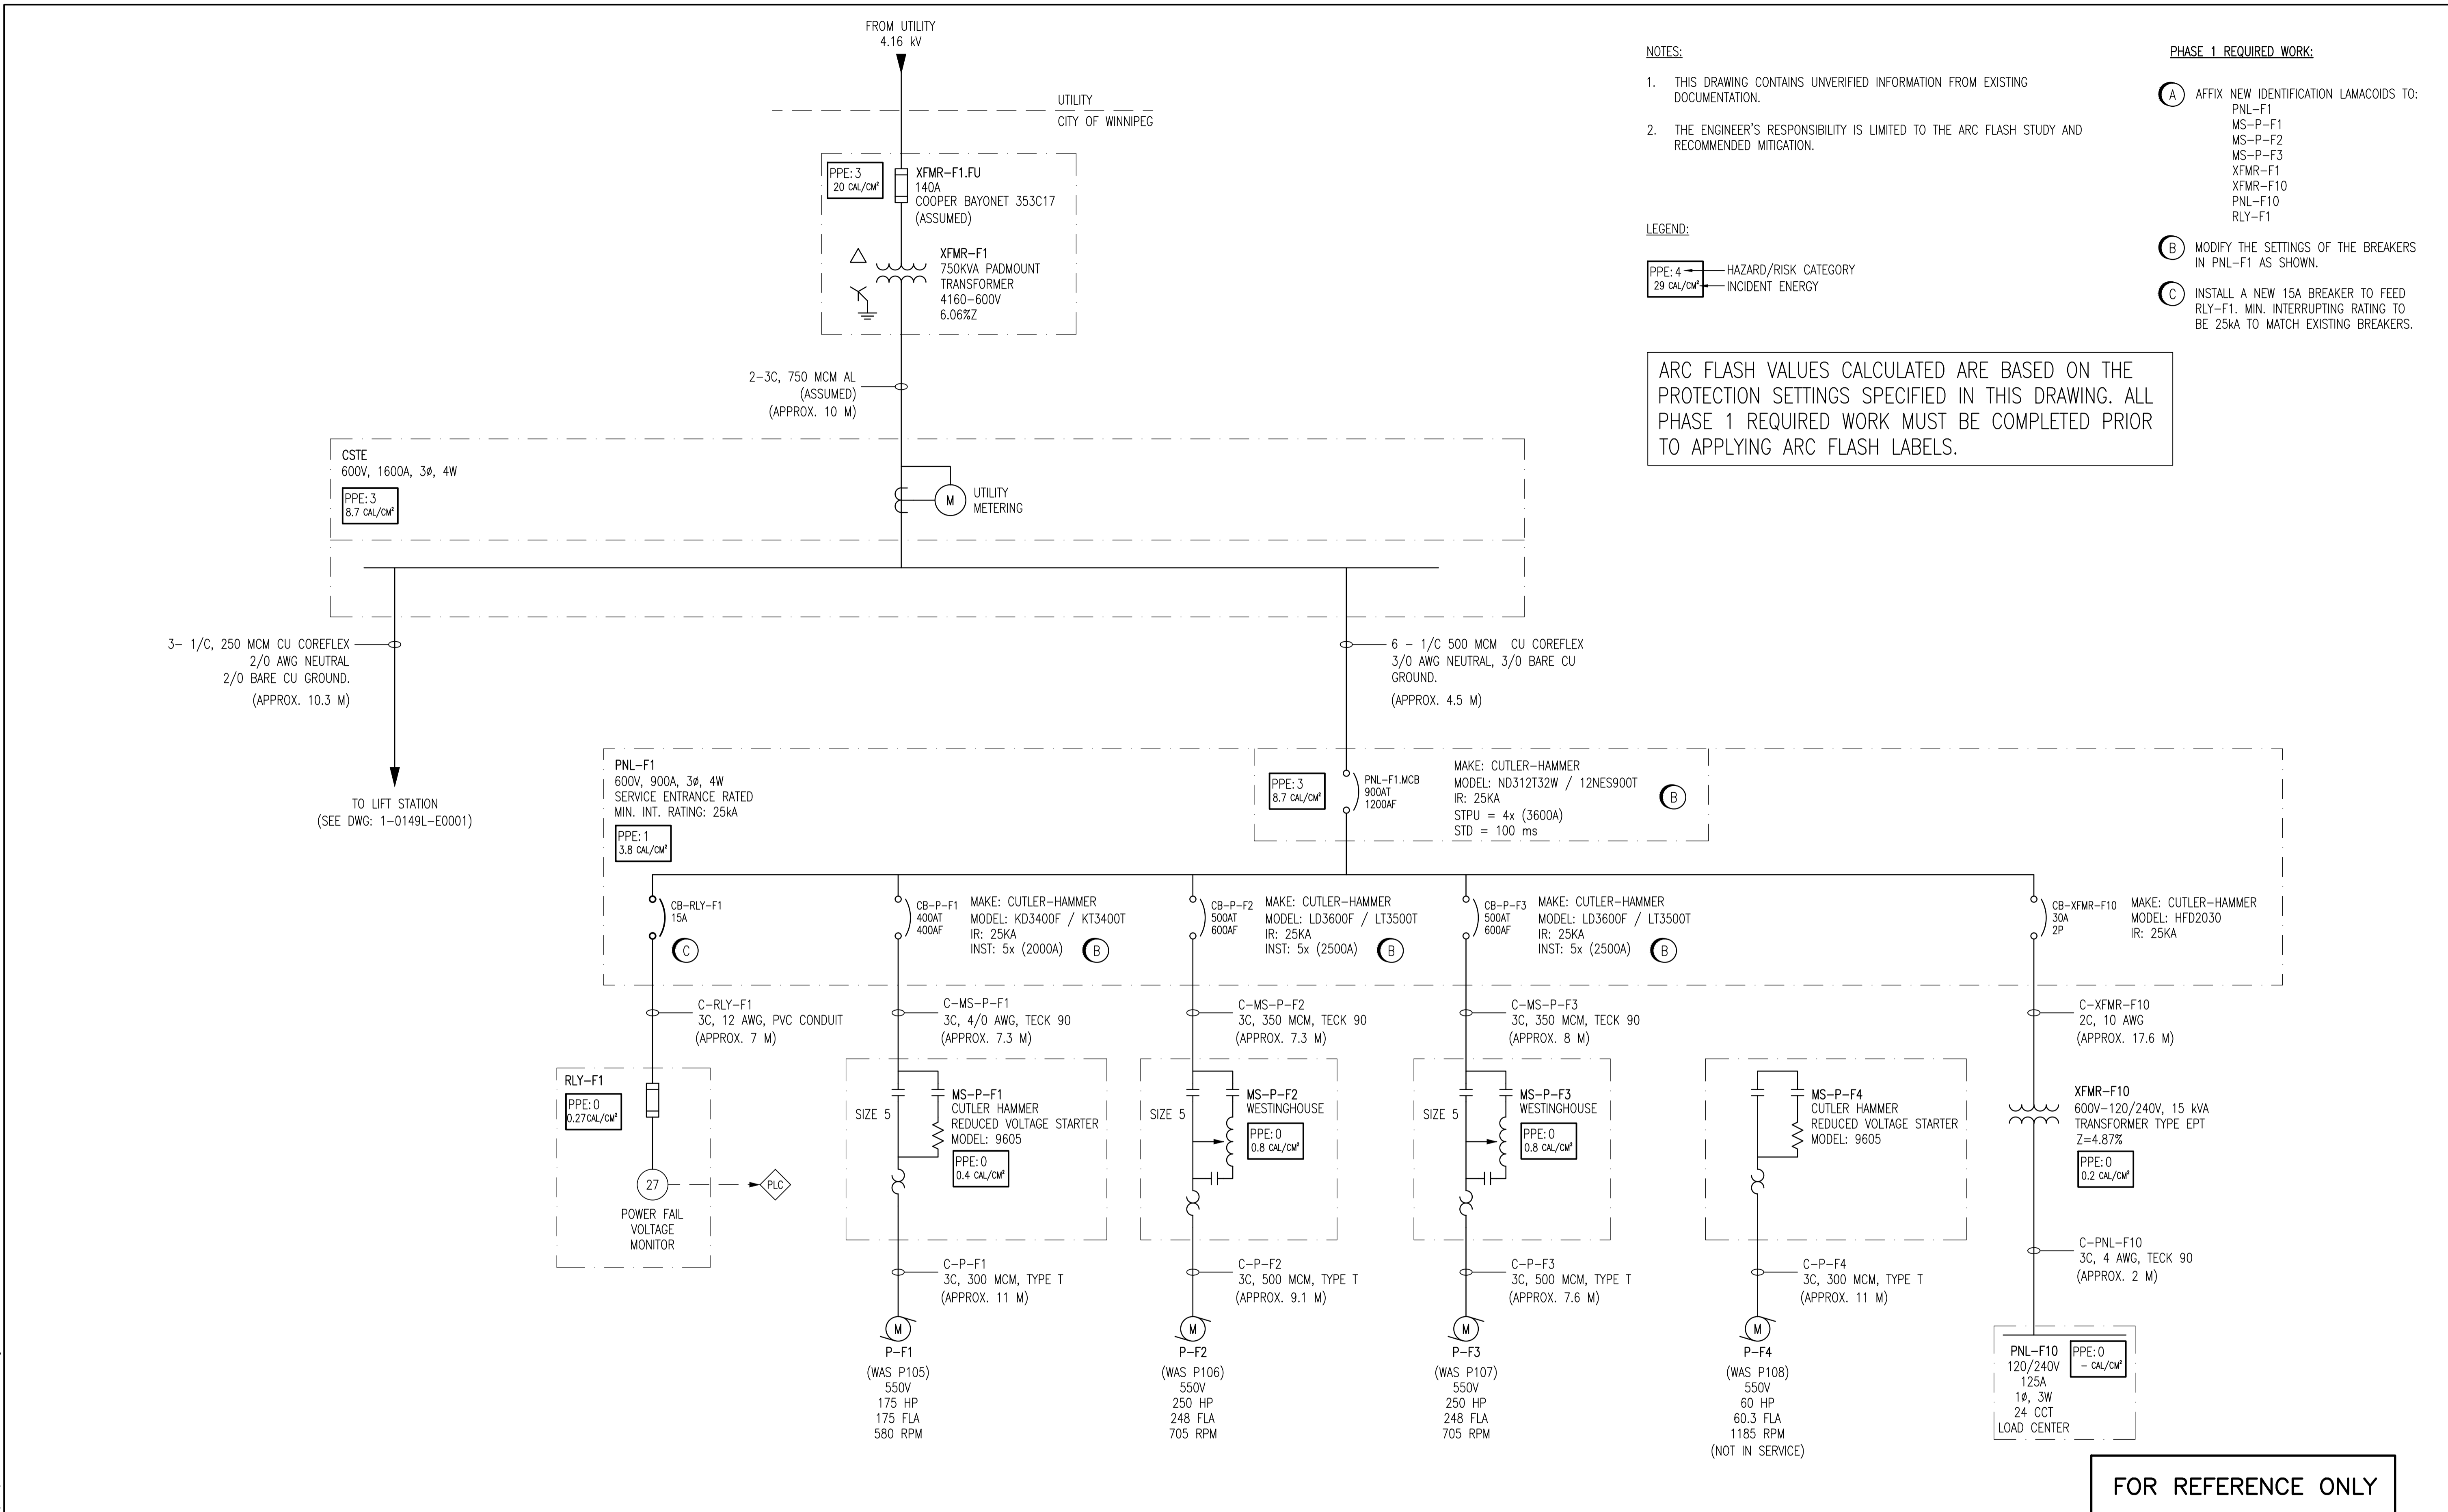 FROM UTILITY
4.16 kV
UTILITY
CITY OF WINNIPEG
PPE: 3
20 CAL/CM²
XFMR-F1.FU
140A
COOPER BAYONET 353C17
(ASSUMED)
XFMR-F1
750KVA PADMOUNT
TRANSFORMER
4160-600V
6.06%Z
2-3C, 750 MCM AL
(ASSUMED)
(APPROX. 10 M)
NOTES:
1. THIS DRAWING CONTAINS UNVERIFIED INFORMATION FROM EXISTING
DOCUMENTATION.
2. THE ENGINEER'S RESPONSIBILITY IS LIMITED TO THE ARC FLASH STUDY AND
RECOMMENDED MITIGATION.
LEGEND:
PPE: 4
29 CAL/CM²
HAZARD/RISK CATEGORY
INCIDENT ENERGY
PHASE 1 REQUIRED WORK:
A AFFIX NEW IDENTIFICATION LAMACOIDS TO:
PNL-F1
MS-P-F1
MS-P-F2
MS-P-F3
XFMR-F1
XFMR-F10
PNL-F10
RLY-F1
B MODIFY THE SETTINGS OF THE BREAKERS
IN PNL-F1 AS SHOWN.
C INSTALL A NEW 15A BREAKER TO FEED
RLY-F1. MIN. INTERRUPTING RATING TO
BE 25kA TO MATCH EXISTING BREAKERS.
ARC FLASH VALUES CALCULATED ARE BASED ON THE
PROTECTION SETTINGS SPECIFIED IN THIS DRAWING. ALL
PHASE 1 REQUIRED WORK MUST BE COMPLETED PRIOR
TO APPLYING ARC FLASH LABELS.
CSTE
600V, 1600A, 3ø, 4W
PPE: 3
8.7 CAL/CM²
M
UTILITY
METERING
3- 1/C, 250 MCM CU COREFLEX
2/0 AWG NEUTRAL
2/0 BARE CU GROUND.
(APPROX. 10.3 M)
TO LIFT STATION
(SEE DWG: 1-0149L-E0001)
6 - 1/C 500 MCM CU COREFLEX
3/0 AWG NEUTRAL, 3/0 BARE CU
GROUND.
(APPROX. 4.5 M)
PNL-F1
600V, 900A, 3ø, 4W
SERVICE ENTRANCE RATED
MIN. INT. RATING: 25kA
PPE: 1
3.8 CAL/CM²
PPE: 3
8.7 CAL/CM²
PNL-F1.MCB
900AT
1200AF
MAKE: CUTLER-HAMMER
MODEL: ND312T32W / 12NES900T
IR: 25KA
STPU = 4x (3600A)
STD = 100 ms
B
CB-RLY-F1
15A
C
CB-P-F1
400AT
400AF
MAKE: CUTLER-HAMMER
MODEL: KD3400F / KT3400T
IR: 25KA
INST: 5x (2000A)
B
CB-P-F2
500AT
600AF
MAKE: CUTLER-HAMMER
MODEL: LD3600F / LT3500T
IR: 25KA
INST: 5x (2500A)
B
CB-P-F3
500AT
600AF
MAKE: CUTLER-HAMMER
MODEL: LD3600F / LT3500T
IR: 25KA
INST: 5x (2500A)
B
CB-XFMR-F10
30A
2P
MAKE: CUTLER-HAMMER
MODEL: HFD2030
IR: 25KA
C-RLY-F1
3C, 12 AWG, PVC CONDUIT
(APPROX. 7 M)
C-MS-P-F1
3C, 4/0 AWG, TECK 90
(APPROX. 7.3 M)
C-MS-P-F2
3C, 350 MCM, TECK 90
(APPROX. 7.3 M)
C-MS-P-F3
3C, 350 MCM, TECK 90
(APPROX. 8 M)
C-XFMR-F10
2C, 10 AWG
(APPROX. 17.6 M)
RLY-F1
PPE: 0
0.27CAL/CM²
27
PLC
POWER FAIL
VOLTAGE
MONITOR
SIZE 5
MS-P-F1
CUTLER HAMMER
REDUCED VOLTAGE STARTER
MODEL: 9605
PPE: 0
0.4 CAL/CM²
SIZE 5
MS-P-F2
WESTINGHOUSE
PPE: 0
0.8 CAL/CM²
SIZE 5
MS-P-F3
WESTINGHOUSE
PPE: 0
0.8 CAL/CM²
MS-P-F4
CUTLER HAMMER
REDUCED VOLTAGE STARTER
MODEL: 9605
XFMR-F10
600V-120/240V, 15 kVA
TRANSFORMER TYPE EPT
Z=4.87%
PPE: 0
0.2 CAL/CM²
C-P-F1
3C, 300 MCM, TYPE T
(APPROX. 11 M)
C-P-F2
3C, 500 MCM, TYPE T
(APPROX. 9.1 M)
C-P-F3
3C, 500 MCM, TYPE T
(APPROX. 7.6 M)
C-P-F4
3C, 300 MCM, TYPE T
(APPROX. 11 M)
C-PNL-F10
3C, 4 AWG, TECK 90
(APPROX. 2 M)
M
P-F1
(WAS P105)
550V
175 HP
175 FLA
580 RPM
M
P-F2
(WAS P106)
550V
250 HP
248 FLA
705 RPM
M
P-F3
(WAS P107)
550V
250 HP
248 FLA
705 RPM
M
P-F4
(WAS P108)
550V
60 HP
60.3 FLA
1185 RPM
(NOT IN SERVICE)
PNL-F10
120/240V
125A
1ø, 3W
24 CCT
LOAD CENTER
PPE: 0
- CAL/CM²
FOR REFERENCE ONLY